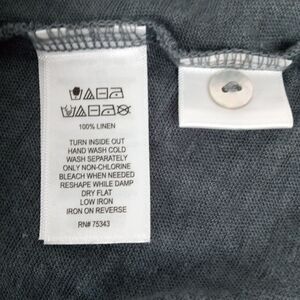 100% LINEN
TURN INSIDE OUT
HAND WASH COLD
WASH SEPARATELY
ONLY NON-CHLORINE
BLEACH WHEN NEEDED
RESHAPE WHILE DAMP
DRY FLAT
LOW IRON
IRON ON REVERSE
RN# 75343